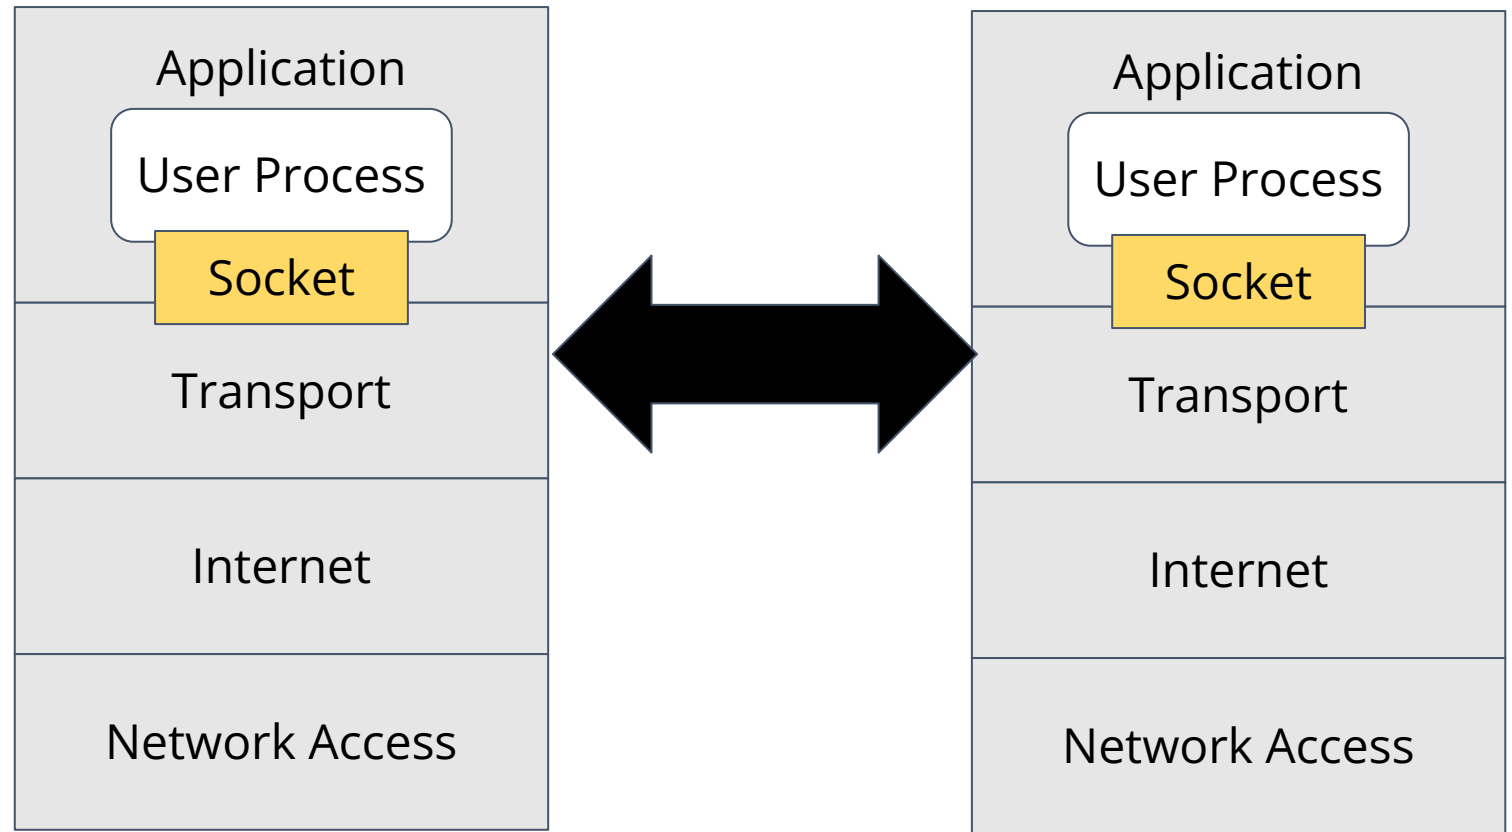 Application
User Process
Socket
Transport
Internet
Network Access
Application
User Process
Socket
Transport
Internet
Network Access